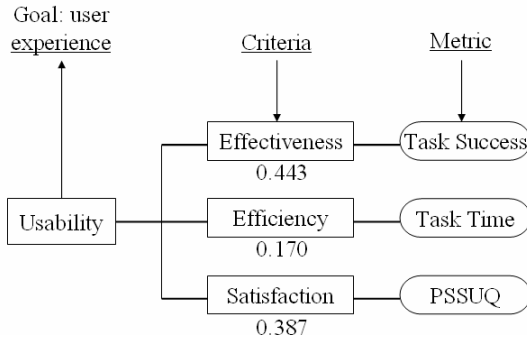 Goal: user
experience
Criteria
Metric
Effectiveness
Task Success
0.443
Usability
Efficiency
Task Time
0.170
Satisfaction
PSSUQ
0.387